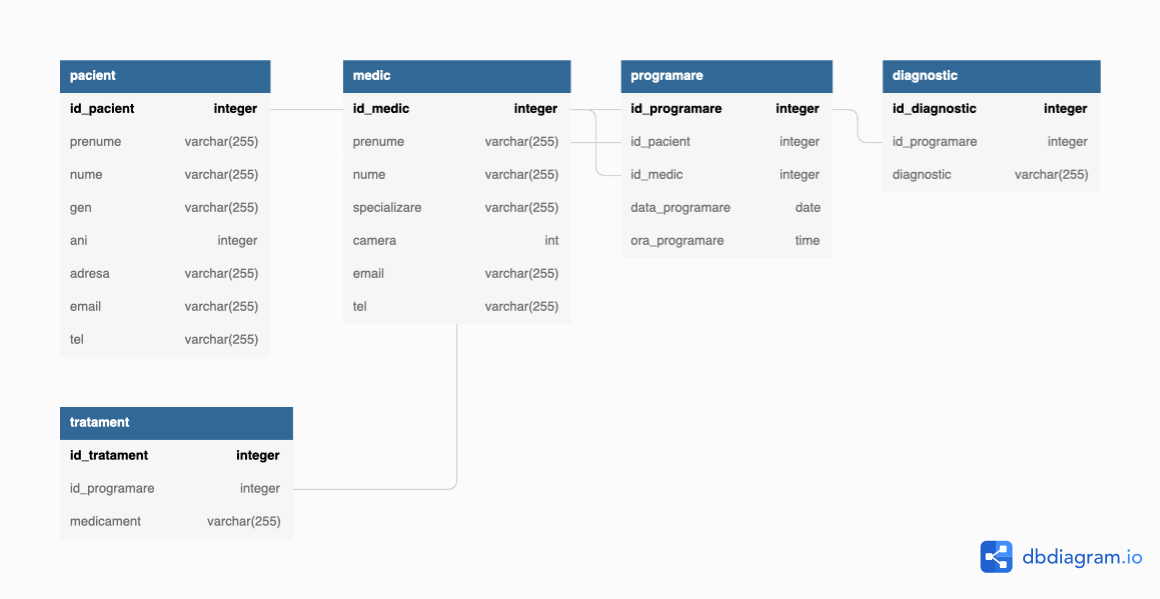 pacient
id_pacient integer
prenume varchar(255)
nume varchar(255)
gen varchar(255)
ani integer
adresa varchar(255)
email varchar(255)
tel varchar(255)
medic
id_medic integer
prenume varchar(255)
nume varchar(255)
specializare varchar(255)
camera int
email varchar(255)
tel varchar(255)
programare
id_programare integer
id_pacient integer
id_medic integer
data_programare date
ora_programare time
diagnostic
id_diagnostic integer
id_programare integer
diagnostic varchar(255)
tratament
id_tratament integer
id_programare integer
medicament varchar(255)
dbdiagram.io